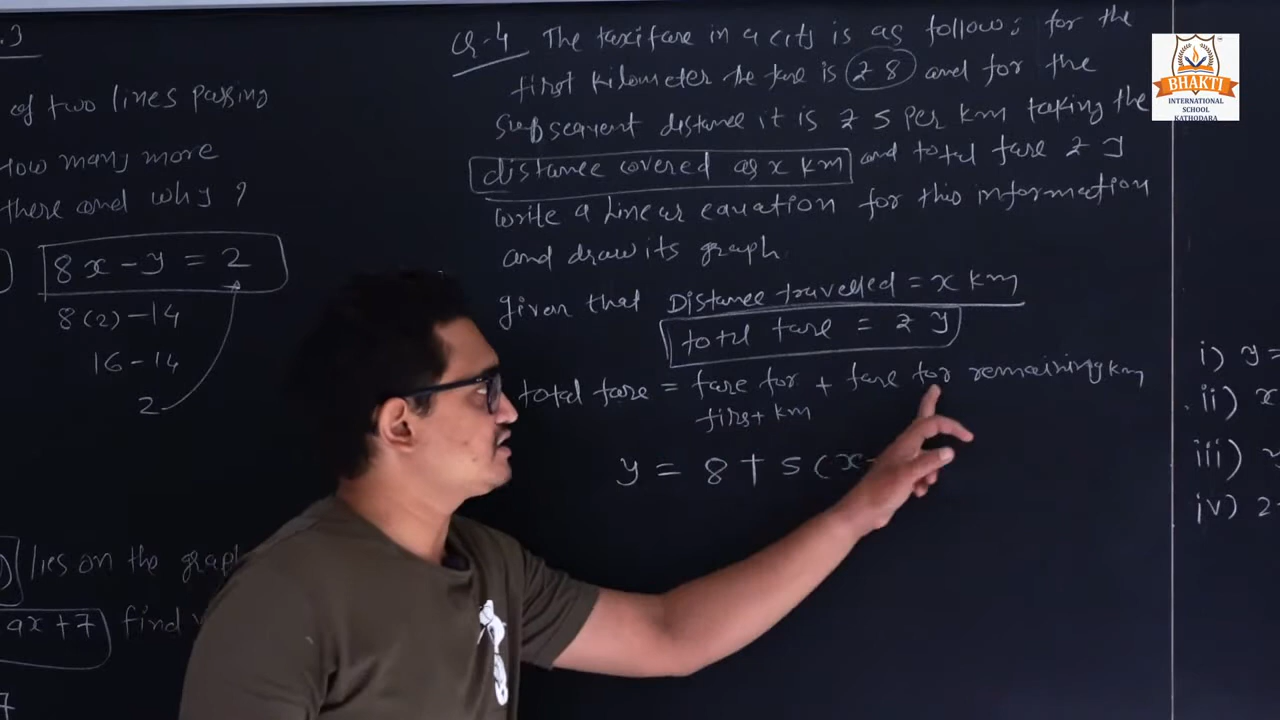 .3
of two lines passing
How many more
there and why ?
8x - y = 2
8(2) - 14
16 - 14
2
lies on the graph
ax + 7 find
7
Q-4 The taxi fare in a city is as follow; for the
first kilometer the fare is ₹ 8 and for the
subsequent distance it is ₹ 5 per km taking the
distance covered as x km and total fare ₹ y
write a linear equation for this information
and draw its graph.
given that Distance travelled = x km
total fare = ₹ y
total fare = fare for + fare for remaining km
first km
y = 8 + 5 (x -
i) y =
ii) x
iii) y
iv) 2
BHAKTI
INTERNATIONAL
SCHOOL
KATHODARA